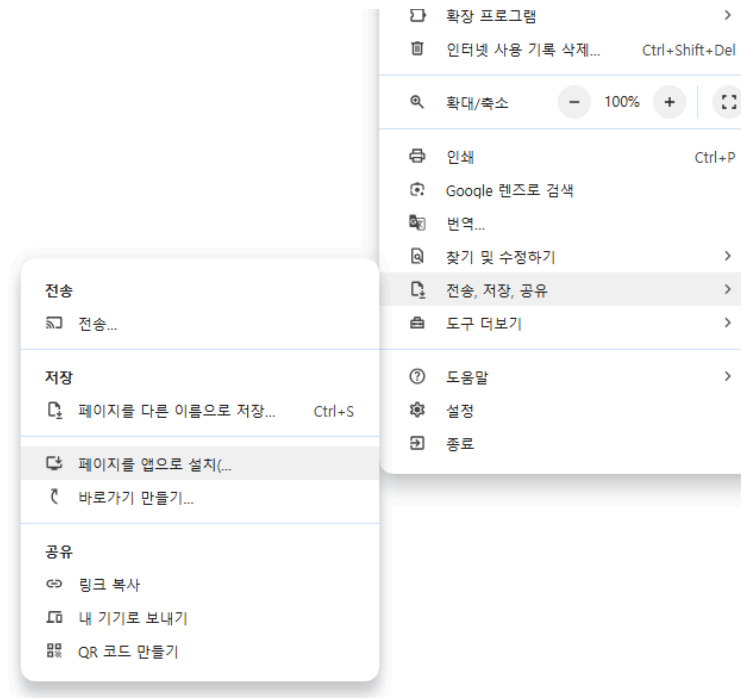 확장 프로그램
인터넷 사용 기록 삭제... Ctrl+Shift+Del
확대/축소 - 100% +
인쇄 Ctrl+P
Google 렌즈로 검색
번역...
찾기 및 수정하기
전송, 저장, 공유
도구 더보기
도움말
설정
종료
전송
전송...
저장
페이지를 다른 이름으로 저장... Ctrl+S
페이지를 앱으로 설치(...
바로가기 만들기...
공유
링크 복사
내 기기로 보내기
QR 코드 만들기